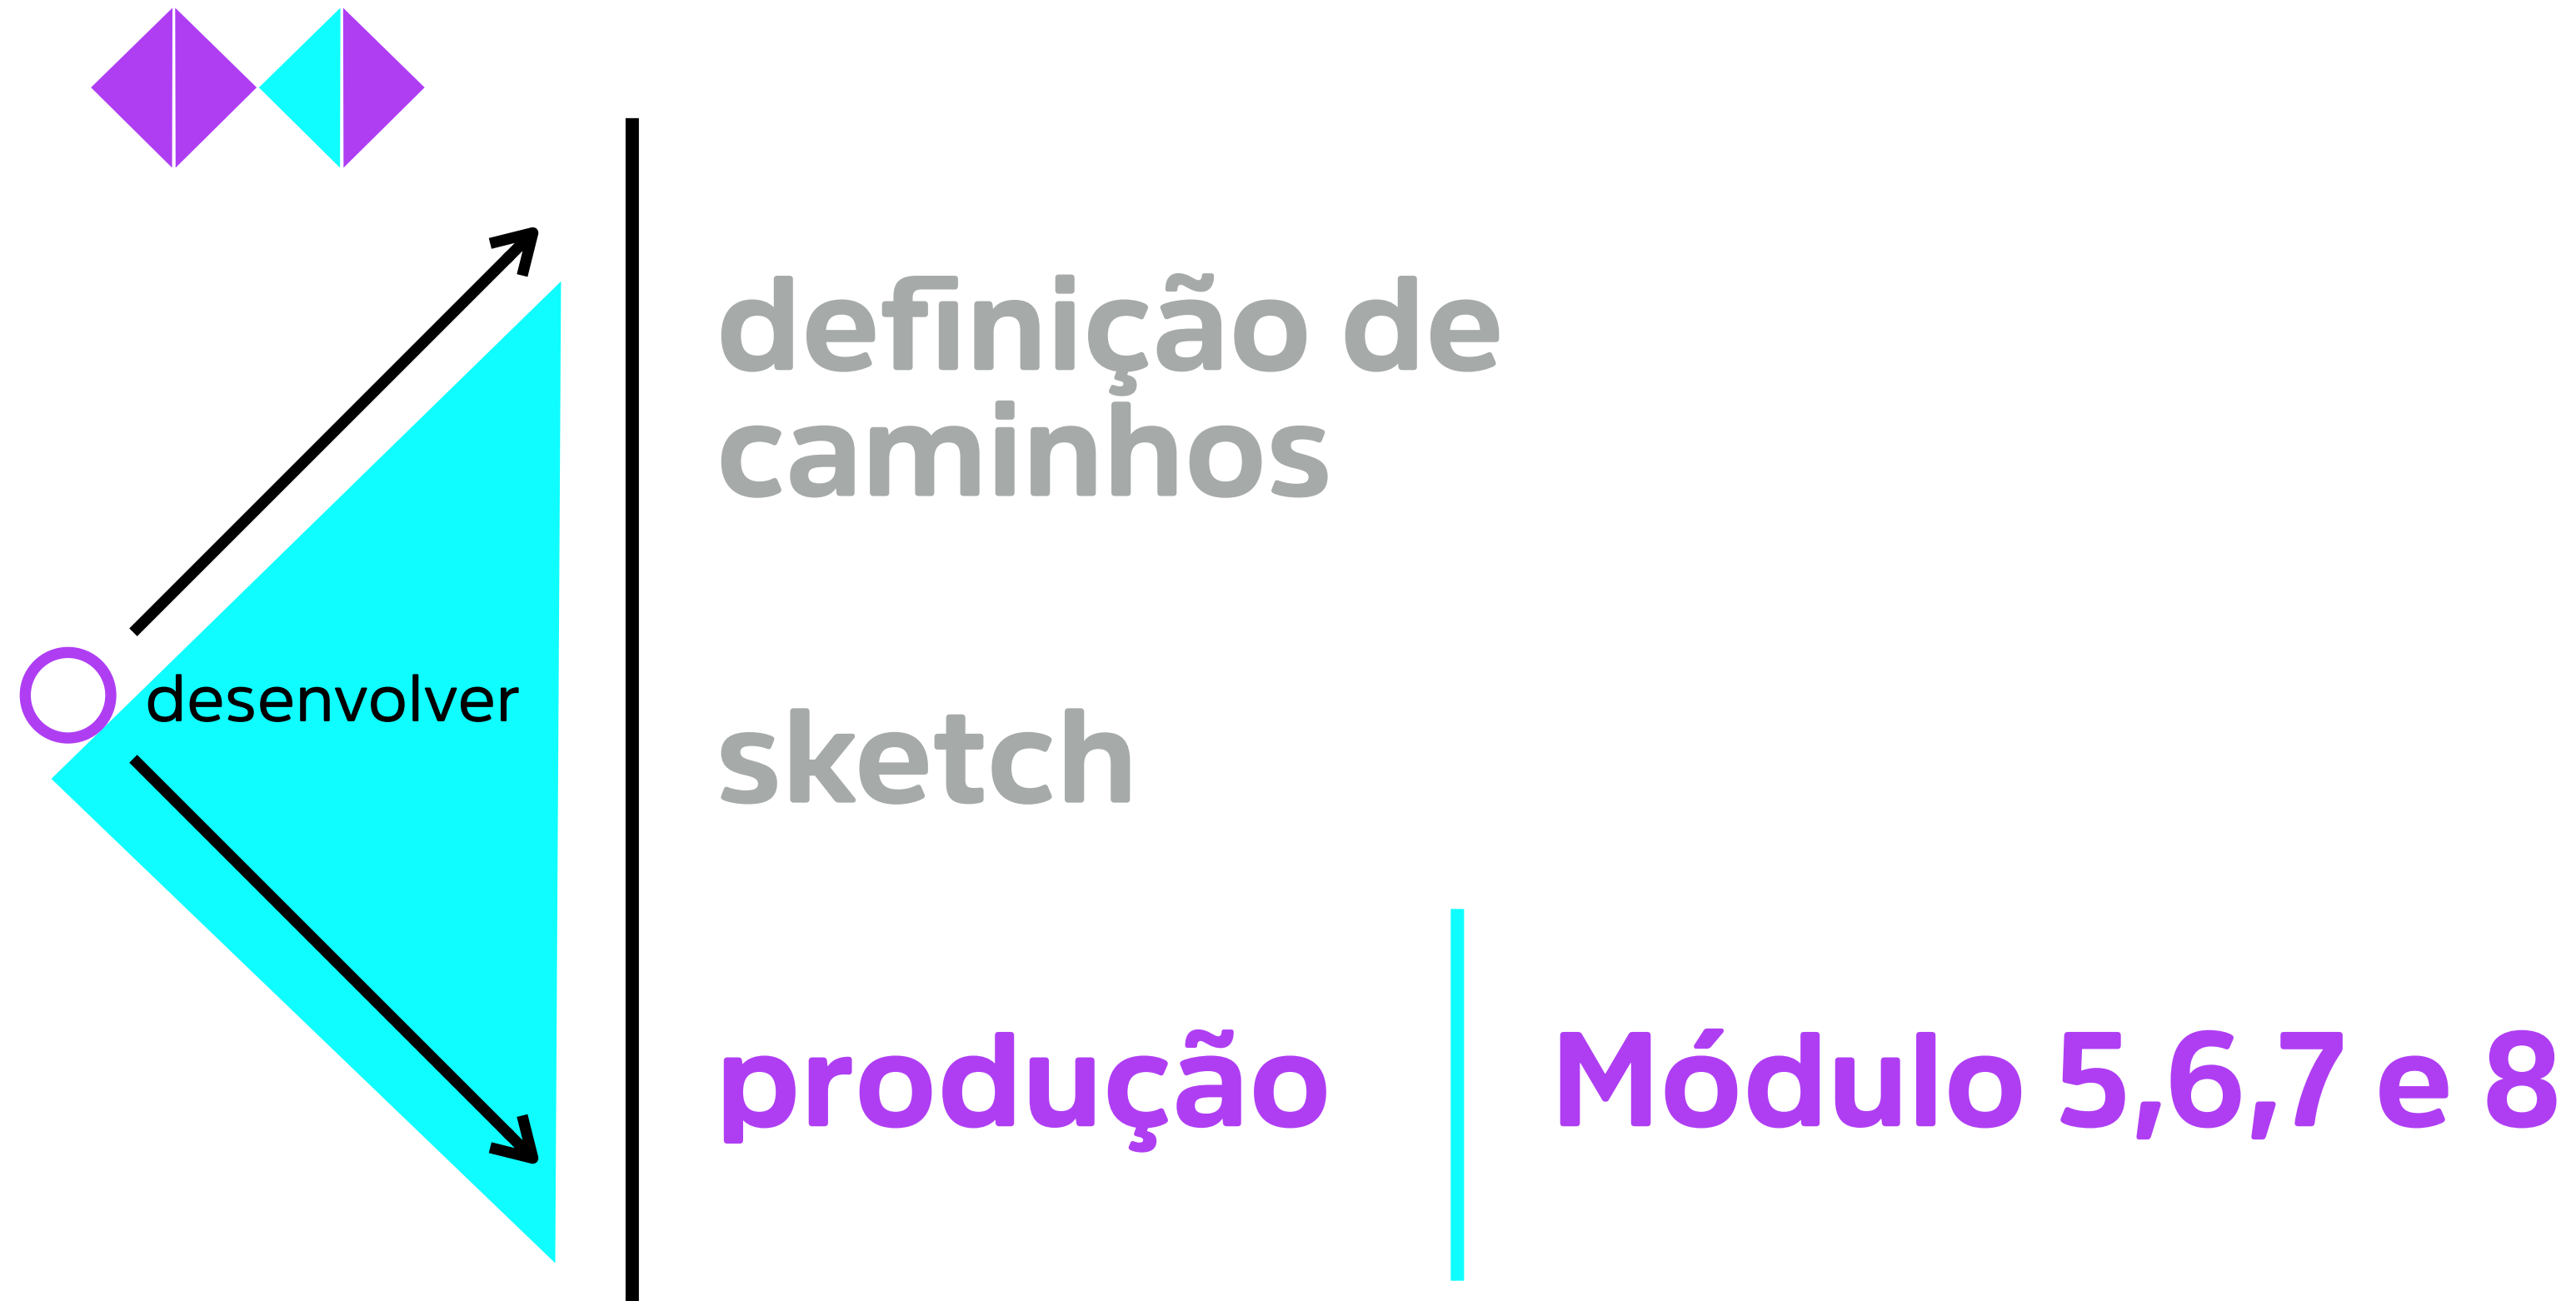 definição de
caminhos
desenvolver
sketch
produção
Módulo 5,6,7 e 8